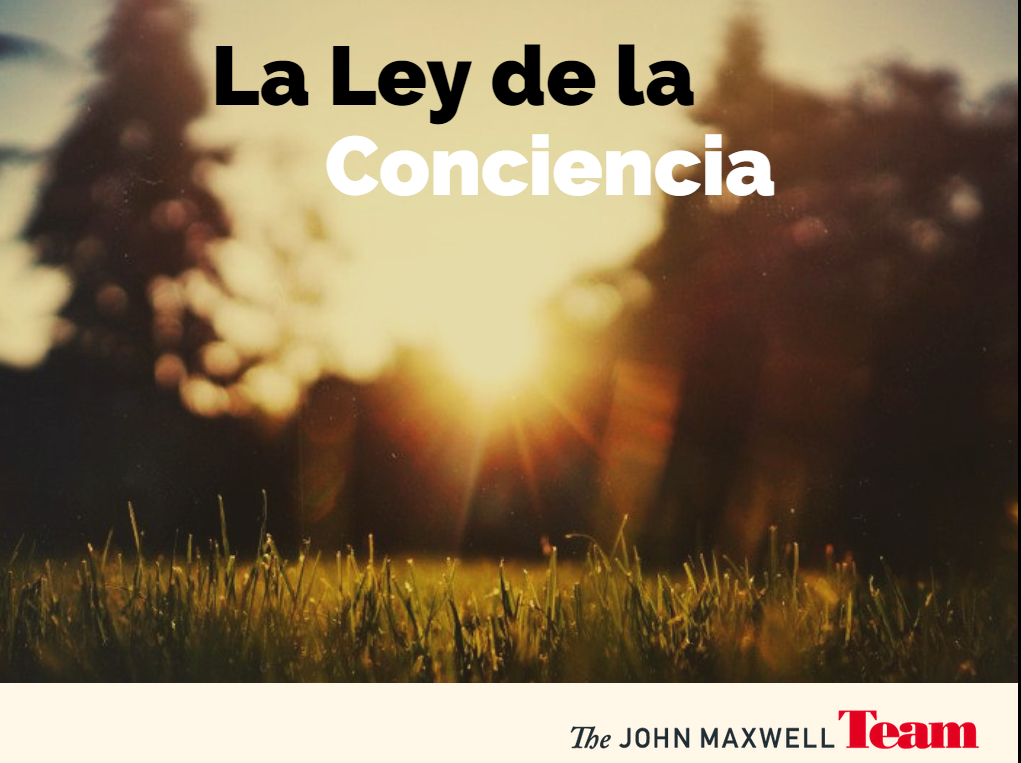 La Ley de la
Conciencia
The JOHN MAXWELL Team